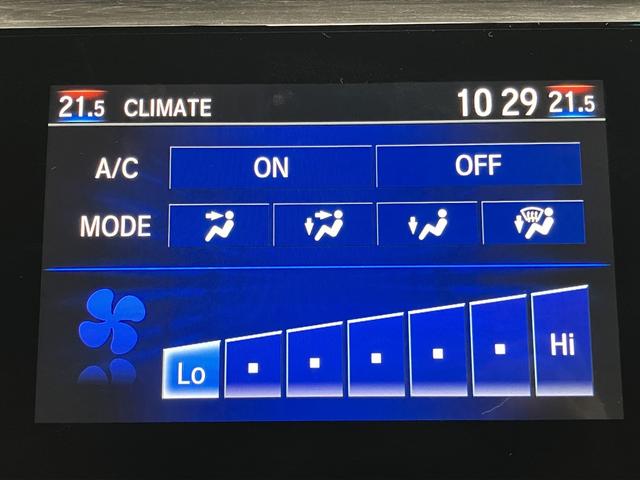 21.5 CLIMATE 10 29 21.5
A/C ON OFF
MODE
Lo Hi